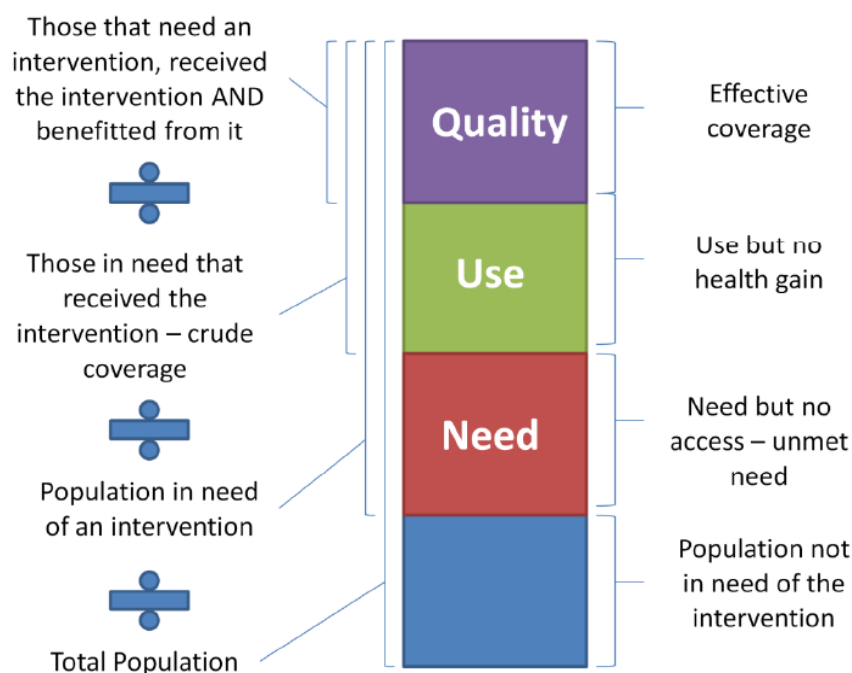 Those that need an
intervention, received
the intervention AND
benefitted from it
Those in need that
received the
intervention – crude
coverage
Population in need
of an intervention
Total Population
Quality
Use
Need
Effective
coverage
Use but no
health gain
Need but no
access – unmet
need
Population not
in need of the
intervention